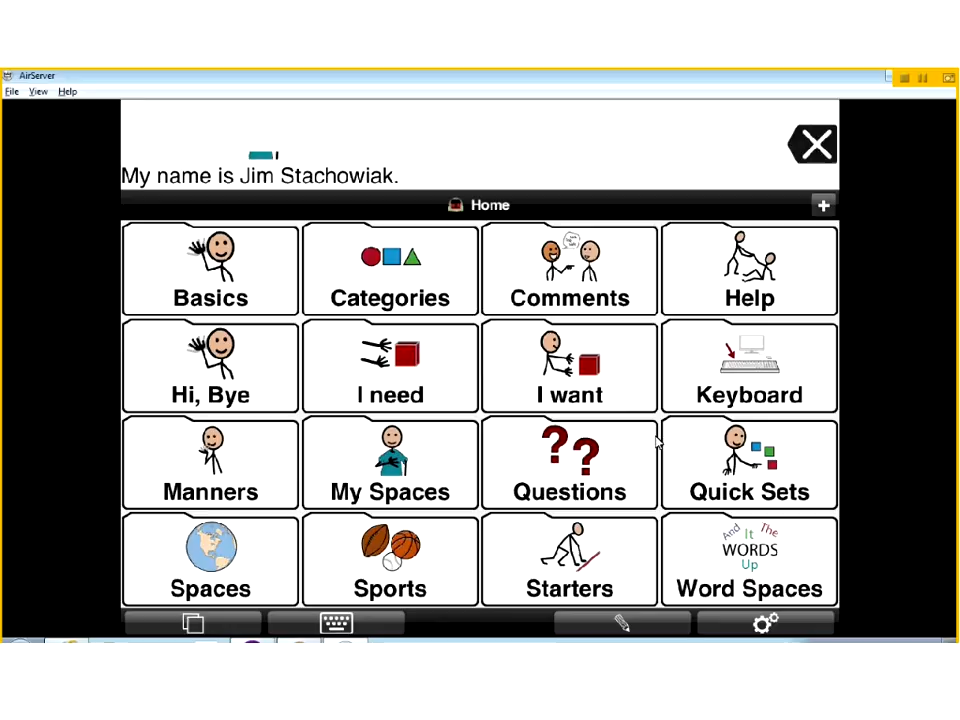 AirServer
File View Help
My name is Jim Stachowiak.
Home
Basics Categories Comments Help
Hi, Bye I need I want Keyboard
Manners My Spaces Questions Quick Sets
And It The
WORDS
Up
Spaces Sports Starters Word Spaces